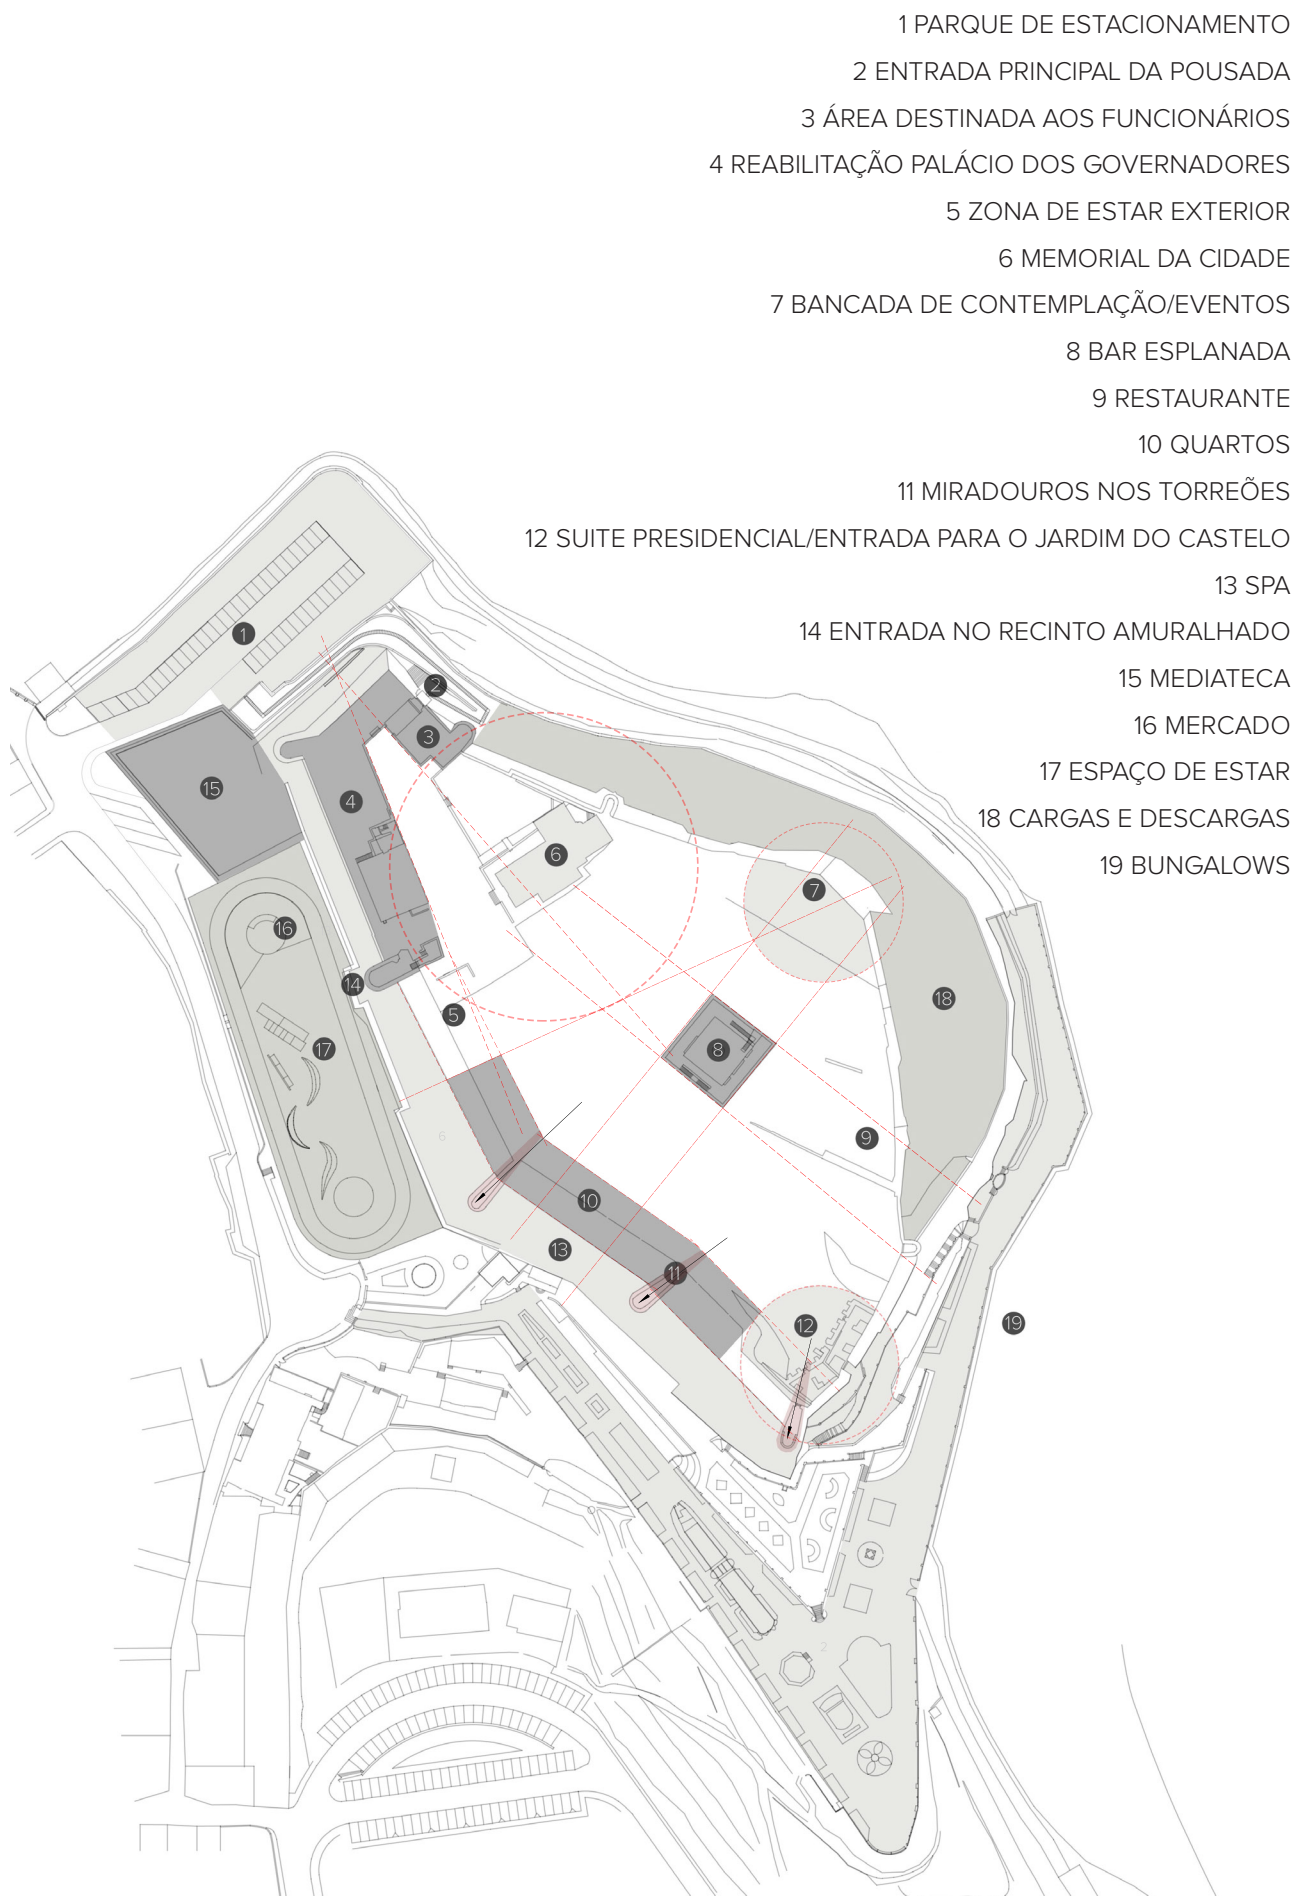 1 PARQUE DE ESTACIONAMENTO
2 ENTRADA PRINCIPAL DA POUSADA
3 ÁREA DESTINADA AOS FUNCIONÁRIOS
4 REABILITAÇÃO PALÁCIO DOS GOVERNADORES
5 ZONA DE ESTAR EXTERIOR
6 MEMORIAL DA CIDADE
7 BANCADA DE CONTEMPLAÇÃO/EVENTOS
8 BAR ESPLANADA
9 RESTAURANTE
10 QUARTOS
11 MIRADOUROS NOS TORREÕES
12 SUITE PRESIDENCIAL/ENTRADA PARA O JARDIM DO CASTELO
13 SPA
14 ENTRADA NO RECINTO AMURALHADO
15 MEDIATECA
16 MERCADO
17 ESPAÇO DE ESTAR
18 CARGAS E DESCARGAS
19 BUNGALOWS
1
2
3
15
4
6
7
16
14
18
5
17
8
6
9
10
13
11
19
12
2